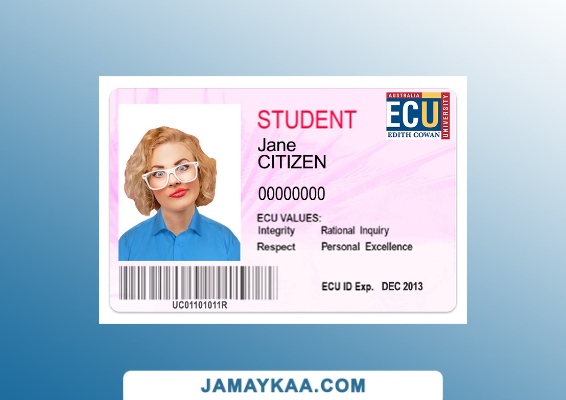 AUSTRALIA
ECU
EDITH COWAN
UNIVERSITY
STUDENT
Jane
CITIZEN
00000000
ECU VALUES:
Integrity Rational Inquiry
Respect Personal Excellence
ECU ID Exp. DEC 2013
UC01101011R
JAMAYKAA.COM